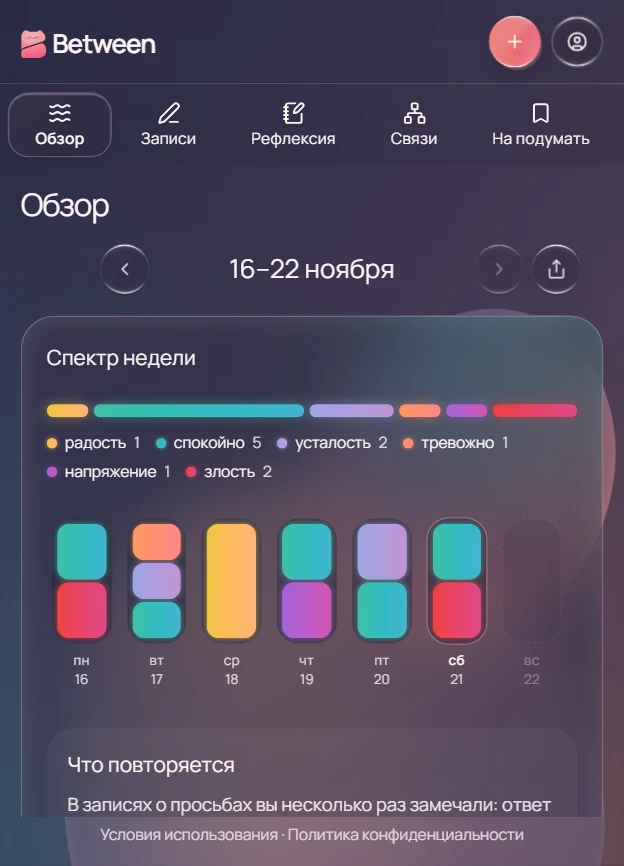 Between
Обзор
Записи
Рефлексия
Связи
На подумать
Обзор
16–22 ноября
Спектр недели
радость 1 спокойно 5 усталость 2 тревожно 1
напряжение 1 злость 2
пн вт ср чт пт сб вс
16 17 18 19 20 21 22
Что повторяется
В записях о просьбах вы несколько раз замечали: ответ
Условия использования · Политика конфиденциальности